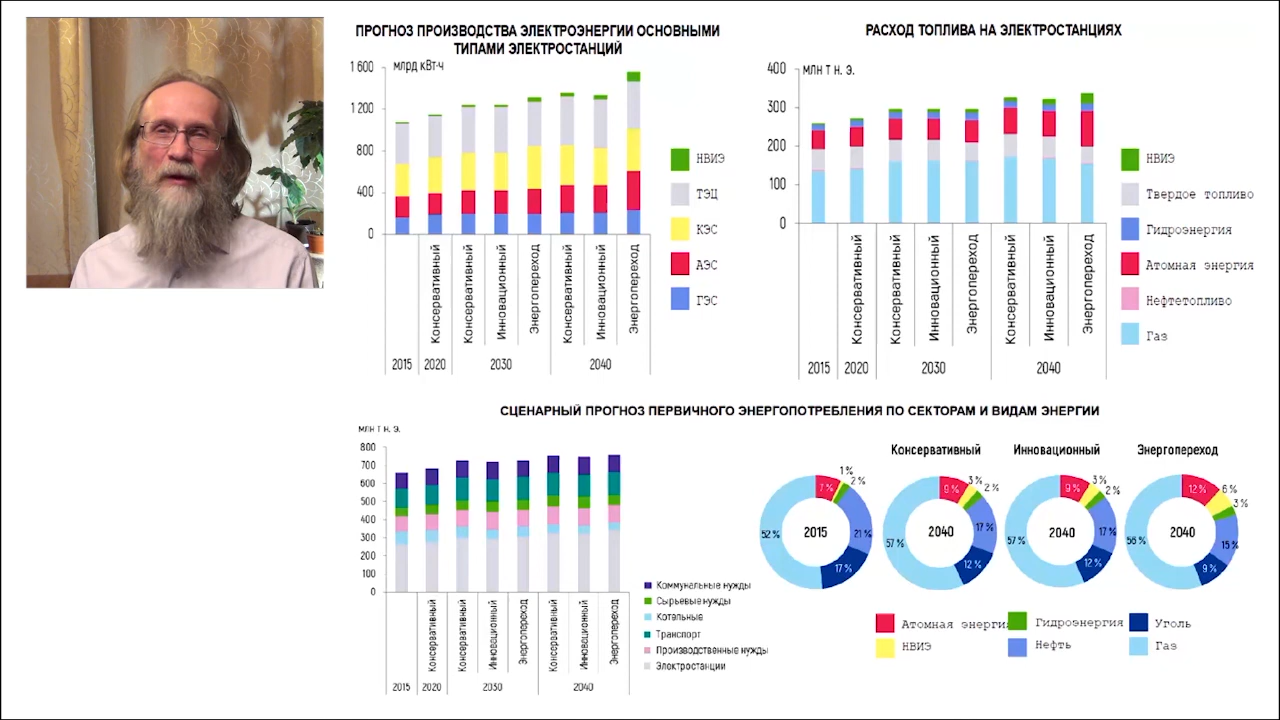 ПРОГНОЗ ПРОИЗВОДСТВА ЭЛЕКТРОЭНЕРГИИ ОСНОВНЫМИ
ТИПАМИ ЭЛЕКТРОСТАНЦИЙ
млрд кВт-ч
1 600
1 200
800
400
0
Консервативный
Консервативный
Инновационный
Энергопереход
Консервативный
Инновационный
Энергопереход
2015
2020
2030
2040
НВИЭ
ТЭЦ
КЭС
АЭС
ГЭС
РАСХОД ТОПЛИВА НА ЭЛЕКТРОСТАНЦИЯХ
млн т н. э.
400
300
200
100
0
Консервативный
Консервативный
Инновационный
Энергопереход
Консервативный
Инновационный
Энергопереход
2015
2020
2030
2040
НВИЭ
Твердое топливо
Гидроэнергия
Атомная энергия
Нефтетопливо
Газ
СЦЕНАРНЫЙ ПРОГНОЗ ПЕРВИЧНОГО ЭНЕРГОПОТРЕБЛЕНИЯ ПО СЕКТОРАМ И ВИДАМ ЭНЕРГИИ
млн т н. э.
800
700
600
500
400
300
200
100
0
Консервативный
Консервативный
Инновационный
Энергопереход
Консервативный
Инновационный
Энергопереход
2015
2020
2030
2040
Коммунальные нужды
Сырьевые нужды
Котельные
Транспорт
Производственные нужды
Электростанции
Консервативный
Инновационный
Энергопереход
7 %
1 %
2 %
21 %
17 %
52 %
2015
9 %
3 %
2 %
17 %
12 %
57 %
2040
9 %
3 %
2 %
17 %
12 %
57 %
2040
12 %
6 %
3 %
15 %
9 %
56 %
2040
Атомная энергия
Гидроэнергия
Уголь
НВИЭ
Нефть
Газ